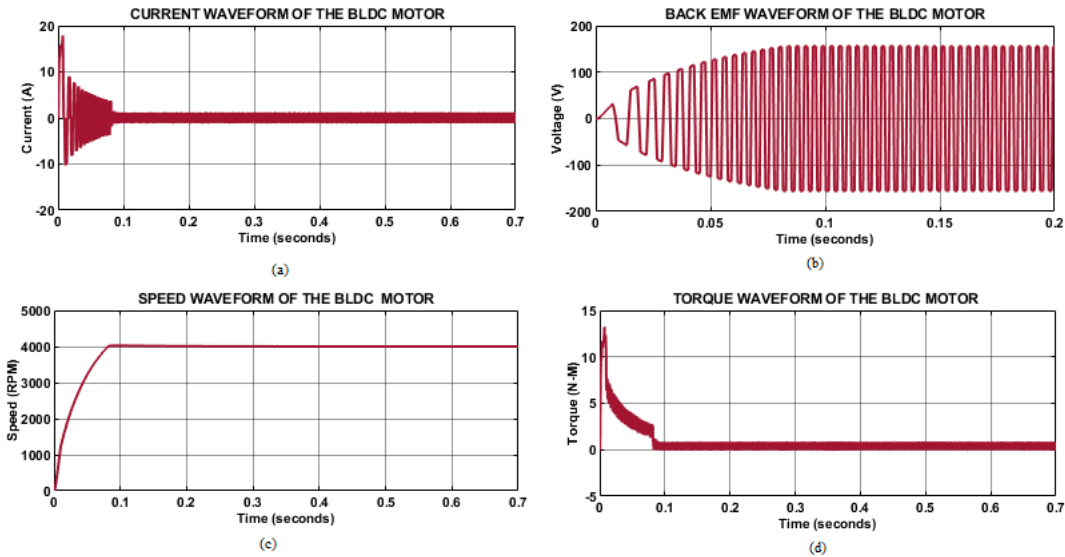 CURRENT WAVEFORM OF THE BLDC MOTOR
20
10
0
-10
-20
Current (A)
0 0.1 0.2 0.3 0.4 0.5 0.6 0.7
Time (seconds)
(a)
BACK EMF WAVEFORM OF THE BLDC MOTOR
200
100
0
-100
-200
Voltage (V)
0 0.05 0.1 0.15 0.2
Time (seconds)
(b)
SPEED WAVEFORM OF THE BLDC MOTOR
5000
4000
3000
2000
1000
0
Speed (RPM)
0 0.1 0.2 0.3 0.4 0.5 0.6 0.7
Time (seconds)
(c)
TORQUE WAVEFORM OF THE BLDC MOTOR
15
10
5
0
-5
Torque (N-M)
0 0.1 0.2 0.3 0.4 0.5 0.6 0.7
Time (seconds)
(d)